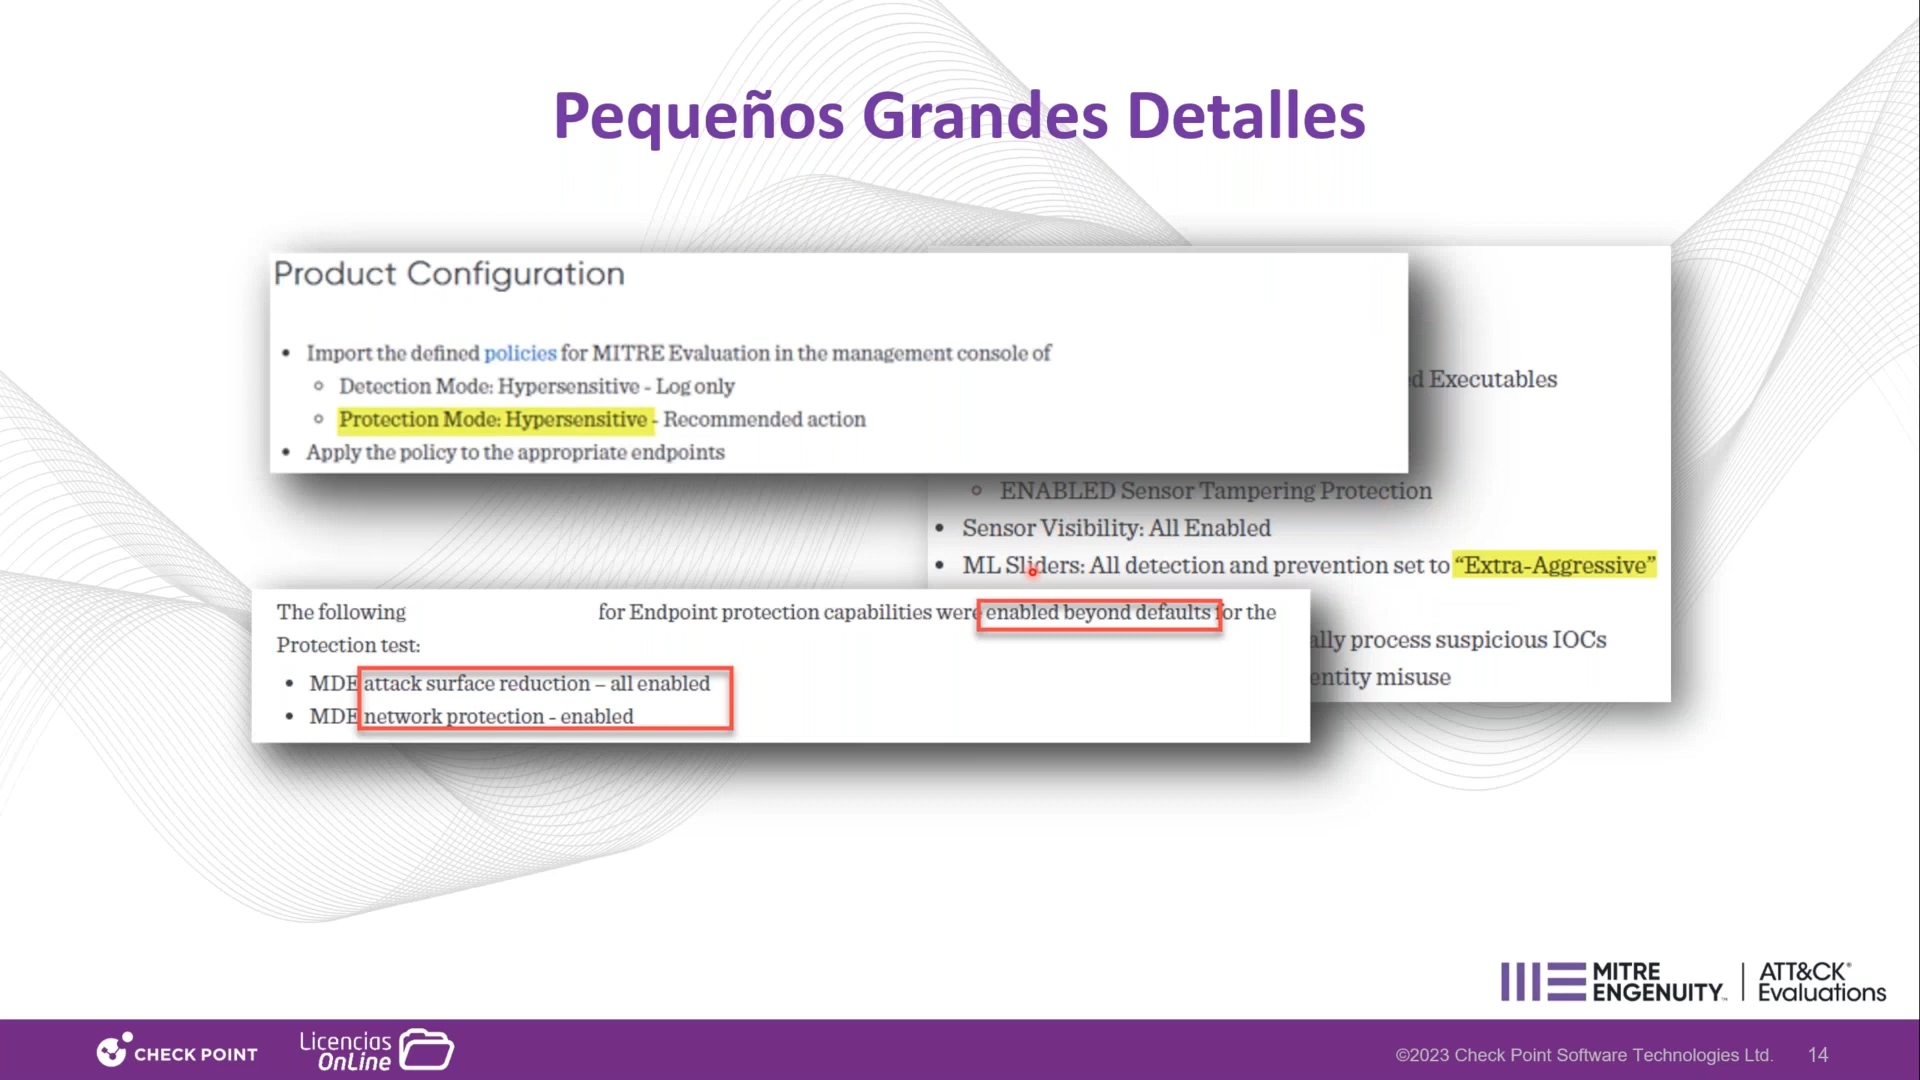 Pequeños Grandes Detalles
Product Configuration
• Import the defined policies for MITRE Evaluation in the management console of
◦ Detection Mode: Hypersensitive - Log only
◦ Protection Mode: Hypersensitive - Recommended action
• Apply the policy to the appropriate endpoints
Executables
◦ ENABLED Sensor Tampering Protection
• Sensor Visibility: All Enabled
• ML Sliders: All detection and prevention set to “Extra-Aggressive”
process suspicious IOCs
misuse
The following for Endpoint protection capabilities were enabled beyond defaults for the
Protection test:
• MDE attack surface reduction – all enabled
• MDE network protection - enabled
MITRE
ENGENUITY™
ATT&CK®
Evaluations
CHECK POINT
Licencias
OnLine
©2023 Check Point Software Technologies Ltd.
14